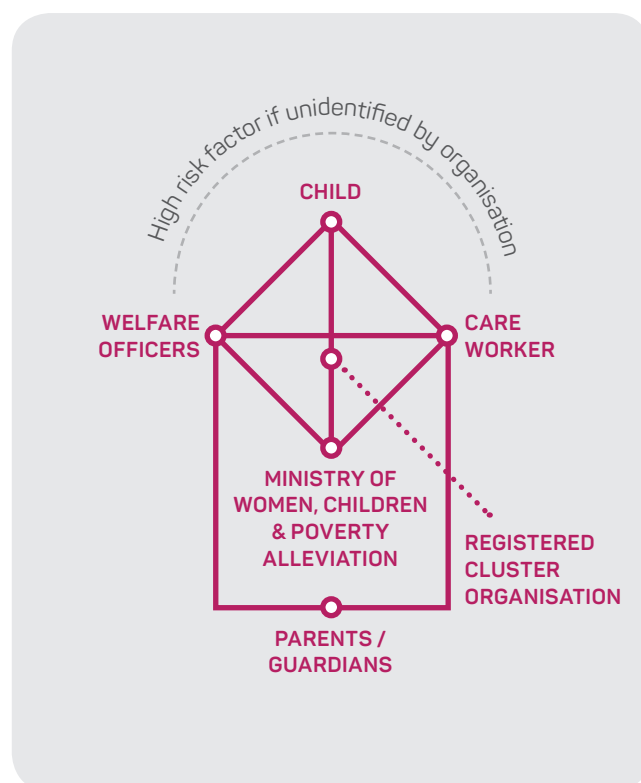 High risk factor if unidentified by organisation
CHILD
WELFARE
OFFICERS
CARE
WORKER
MINISTRY OF
WOMEN, CHILDREN
& POVERTY
ALLEVIATION
REGISTERED
CLUSTER
ORGANISATION
PARENTS /
GUARDIANS